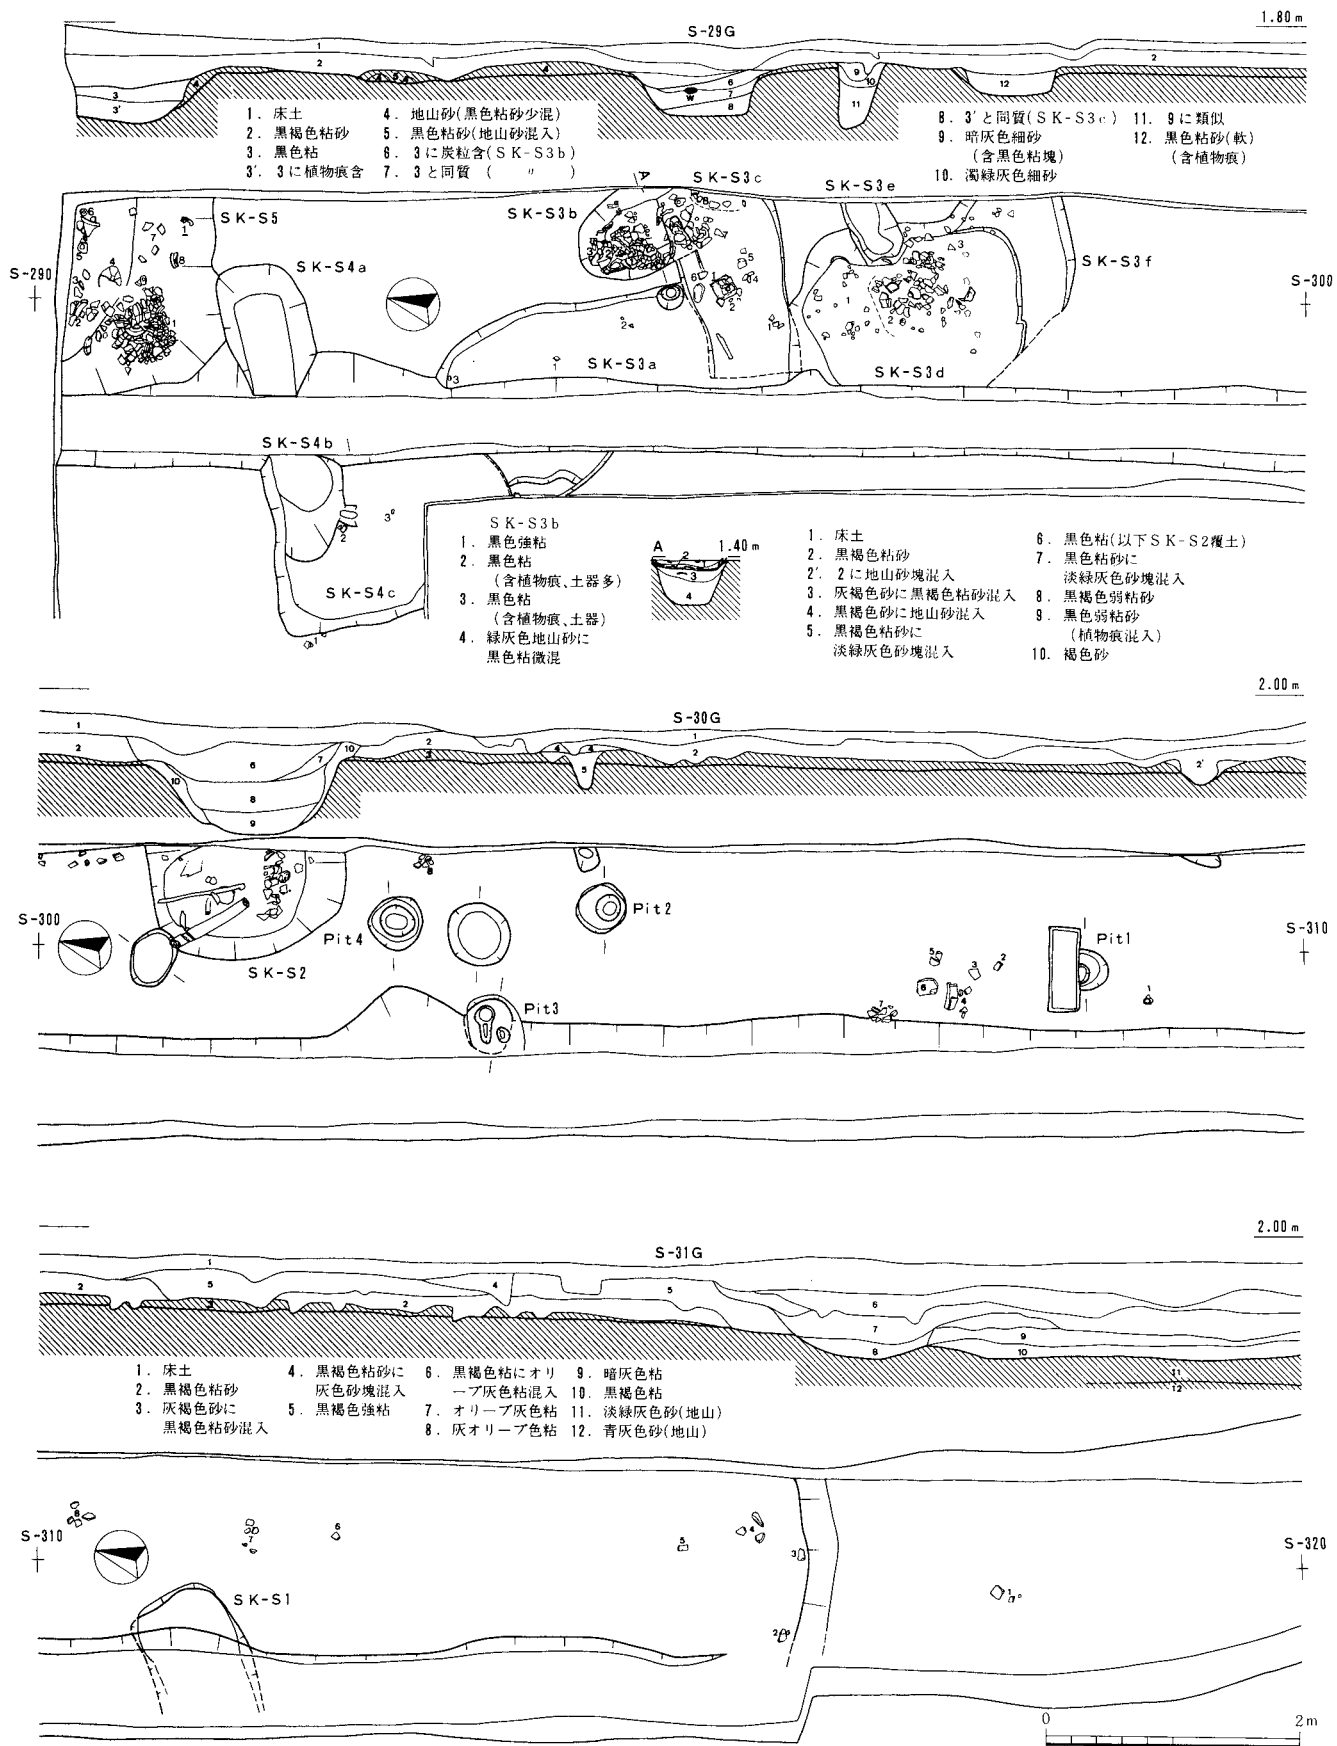 1.80m
S-29G
1. 床土
2. 黒褐色粘砂
3. 黒色粘
3'. 3に植物痕含
4. 地山砂(黒色粘砂少混)
5. 黒色粘砂(地山砂混入)
6. 3に炭粒含(SK-S3b)
7. 3と同質 ( 〃 )
8. 3'と同質(SK-S3c)
9. 暗灰色細砂
(含黒色粘塊)
10. 濁緑灰色細砂
11. 9に類似
12. 黒色粘砂(軟)
(含植物痕)
SK-S5
SK-S4a
SK-S3b
A
SK-S3c
SK-S3e
SK-S3f
S-290
S-300
SK-S3a
SK-S3d
SK-S4b
SK-S4c
SK-S3b
1. 黒色強粘
2. 黒色粘
(含植物痕、土器多)
3. 黒色粘
(含植物痕、土器)
4. 緑灰色地山砂に
黒色粘微混
A 1.40m
1. 床土
2. 黒褐色粘砂
2'. 2に地山砂塊混入
3. 灰褐色砂に黒褐色粘砂混入
4. 黒褐色砂に地山砂混入
5. 黒褐色粘砂に
淡緑灰色砂塊混入
6. 黒色粘(以下SK-S2覆土)
7. 黒色粘砂に
淡緑灰色砂塊混入
8. 黒褐色弱粘砂
9. 黒色弱粘砂
(植物痕混入)
10. 褐色砂
2.00m
S-30G
S-300
S-310
SK-S2
Pit4
Pit2
Pit3
Pit1
2.00m
S-31G
1. 床土
2. 黒褐色粘砂
3. 灰褐色砂に
黒褐色粘砂混入
4. 黒褐色粘砂に
灰色砂塊混入
5. 黒褐色強粘
6. 黒褐色粘にオリ
ーブ灰色粘混入
7. オリーブ灰色粘
8. 灰オリーブ色粘
9. 暗灰色粘
10. 黒褐色粘
11. 淡緑灰色砂(地山)
12. 青灰色砂(地山)
S-310
S-320
SK-S1
0 2m